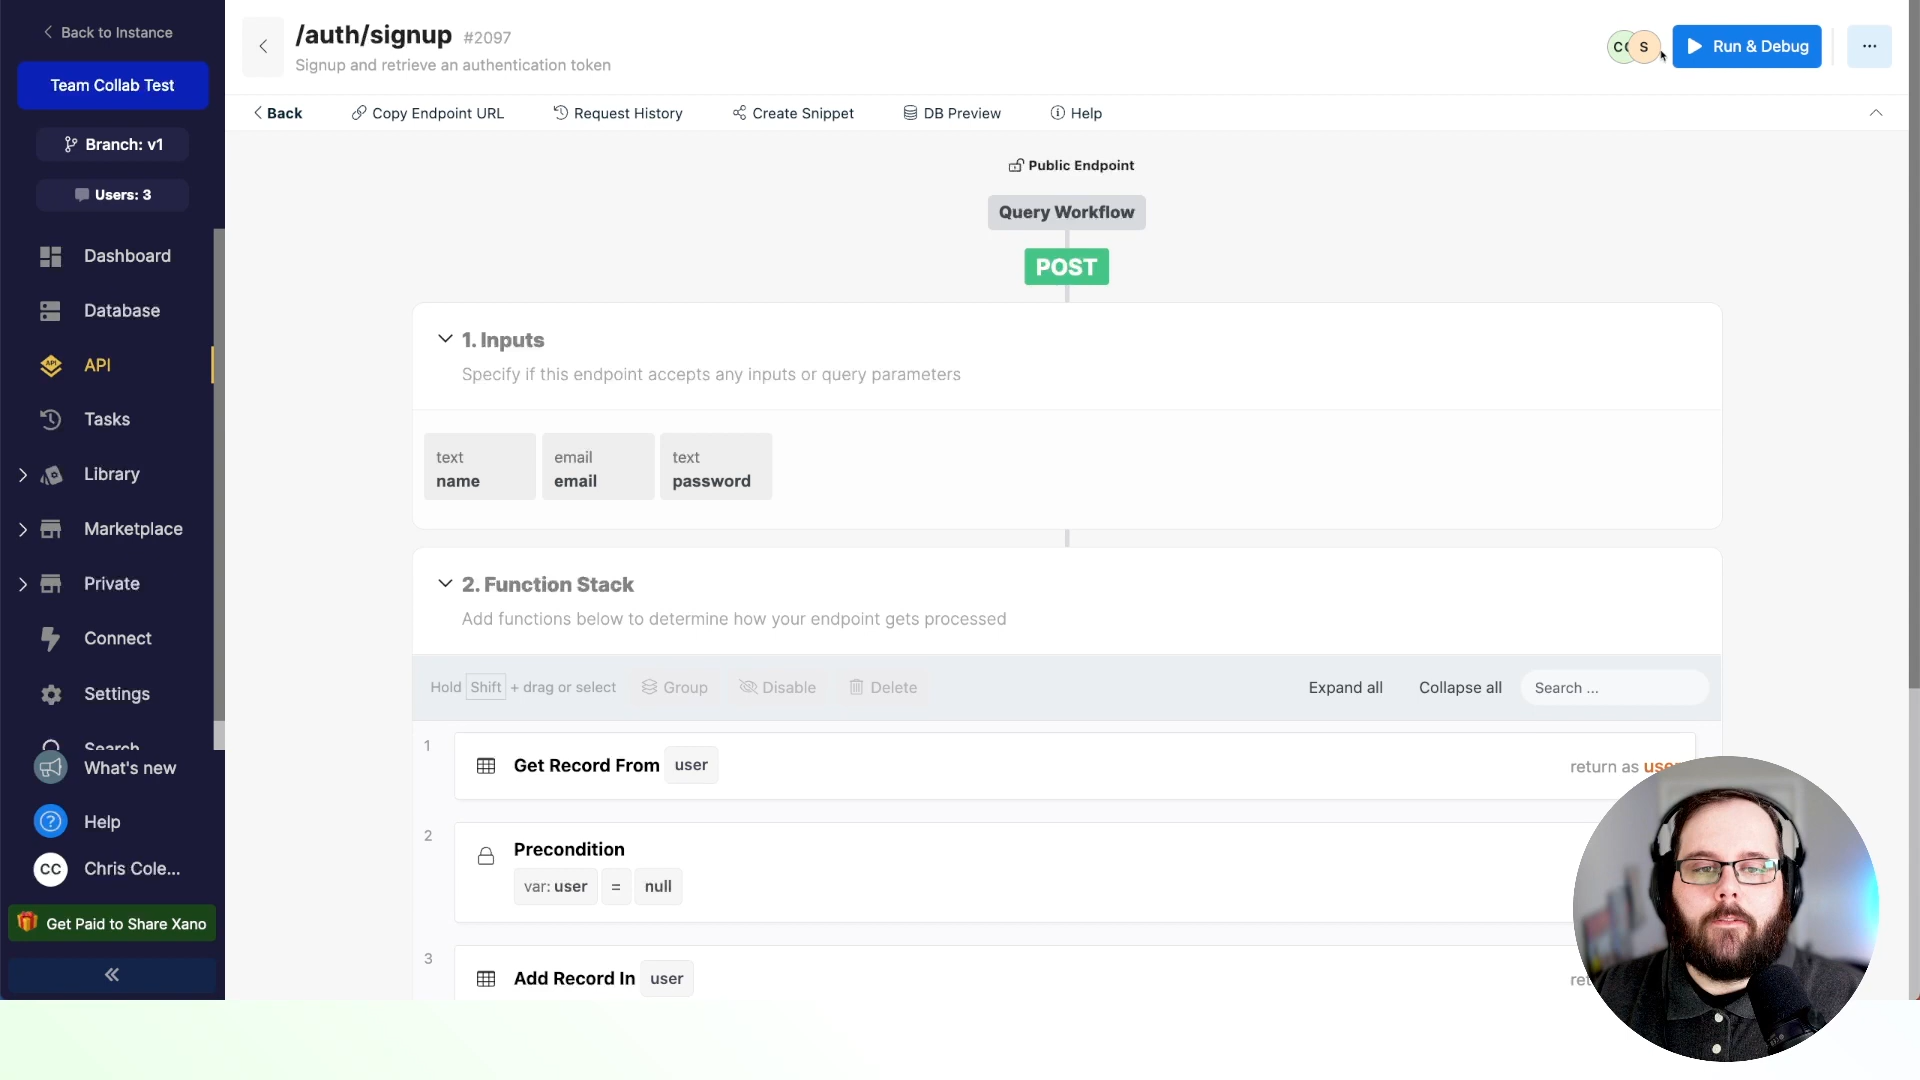 Back to Instance
Team Collab Test
Branch: v1
Users: 3
Dashboard
Database
API
API
Tasks
Library
Marketplace
Private
Connect
Settings
Search
What's new
Help
CC
Chris Cole...
Get Paid to Share Xano
/auth/signup #2097
Signup and retrieve an authentication token
S
Run & Debug
...
Back
Copy Endpoint URL
Request History
Create Snippet
DB Preview
Help
Public Endpoint
Query Workflow
POST
1. Inputs
Specify if this endpoint accepts any inputs or query parameters
text
name
email
email
text
password
2. Function Stack
Add functions below to determine how your endpoint gets processed
Hold Shift + drag or select
Group
Disable
Delete
Expand all
Collapse all
Search ...
1
Get Record From user
return as
2
Precondition
var: user = null
3
Add Record In user